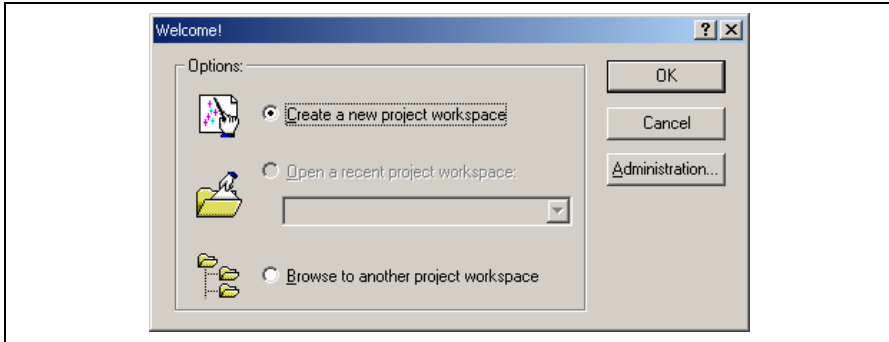 Welcome!
Options:
Create a new project workspace
Open a recent project workspace:
Browse to another project workspace
OK
Cancel
Administration...